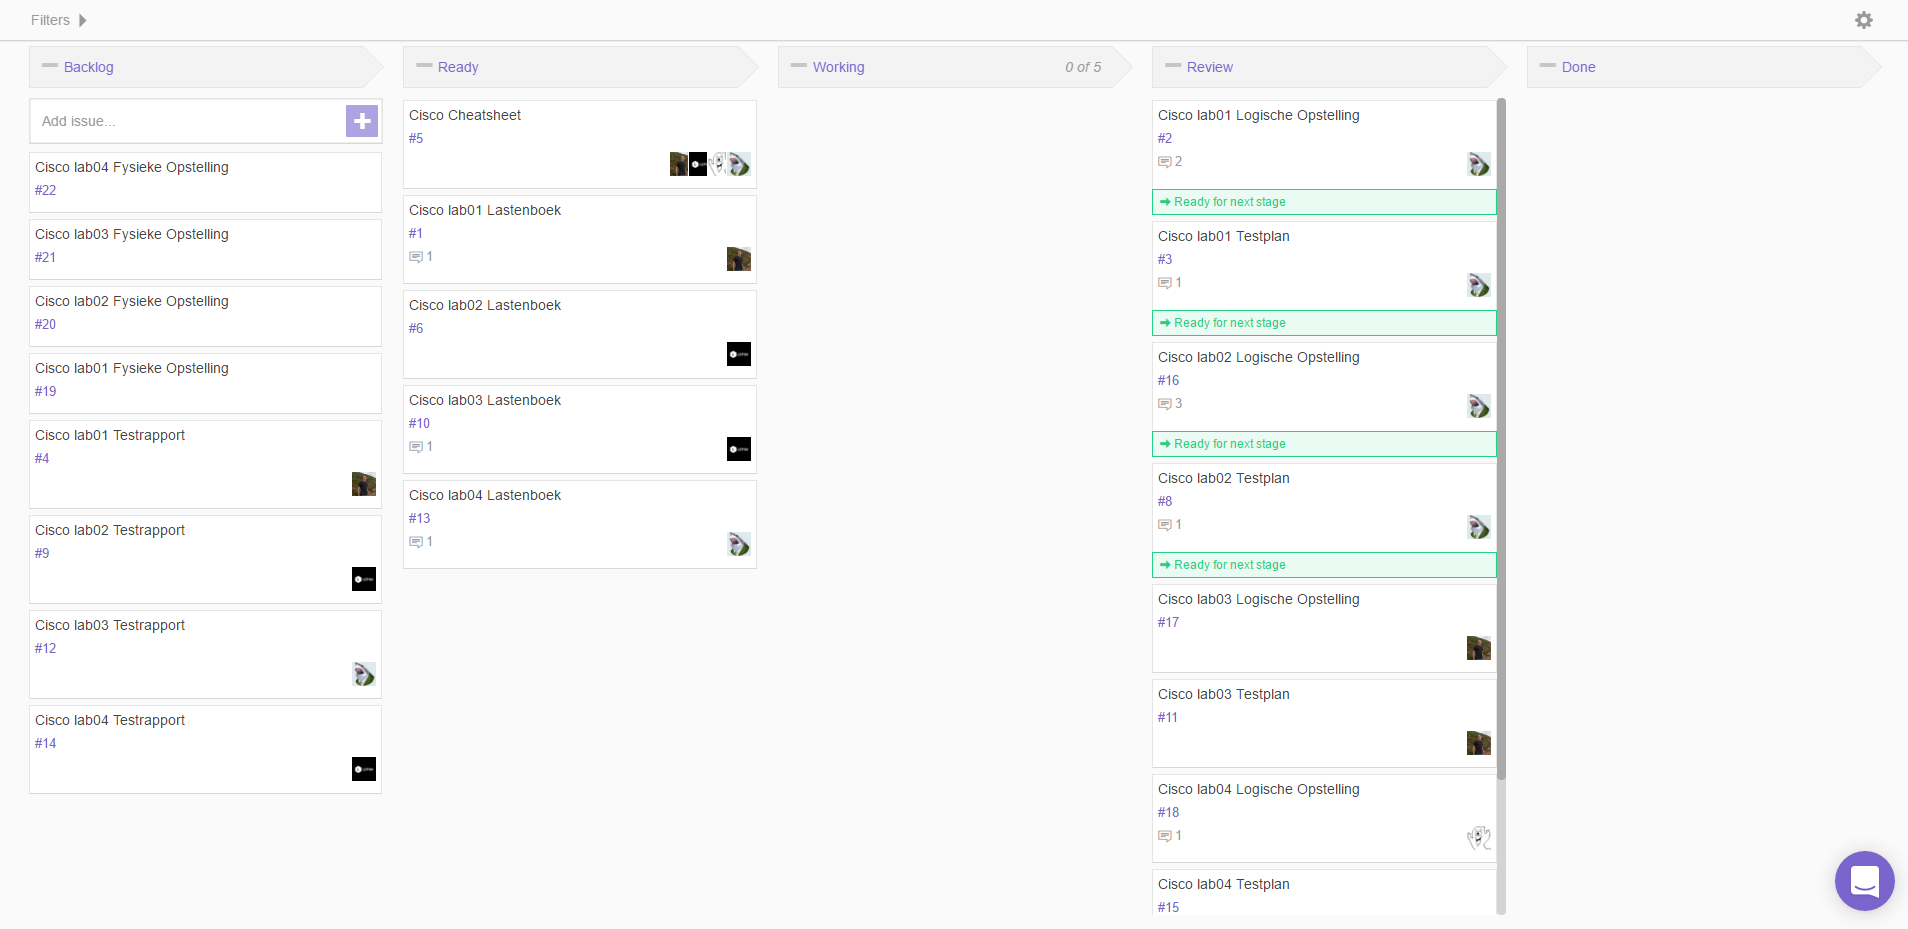 Filters
Backlog
Add issue...
Cisco lab04 Fysieke Opstelling
#22
Cisco lab03 Fysieke Opstelling
#21
Cisco lab02 Fysieke Opstelling
#20
Cisco lab01 Fysieke Opstelling
#19
Cisco lab01 Testrapport
#4
Cisco lab02 Testrapport
#9
Cisco lab03 Testrapport
#12
Cisco lab04 Testrapport
#14
Ready
Cisco Cheatsheet
#5
Cisco lab01 Lastenboek
#1
1
Cisco lab02 Lastenboek
#6
Cisco lab03 Lastenboek
#10
1
Cisco lab04 Lastenboek
#13
1
Working 0 of 5
Review
Cisco lab01 Logische Opstelling
#2
2
Ready for next stage
Cisco lab01 Testplan
#3
1
Ready for next stage
Cisco lab02 Logische Opstelling
#16
3
Ready for next stage
Cisco lab02 Testplan
#8
1
Ready for next stage
Cisco lab03 Logische Opstelling
#17
Cisco lab03 Testplan
#11
Cisco lab04 Logische Opstelling
#18
1
Cisco lab04 Testplan
#15
Done